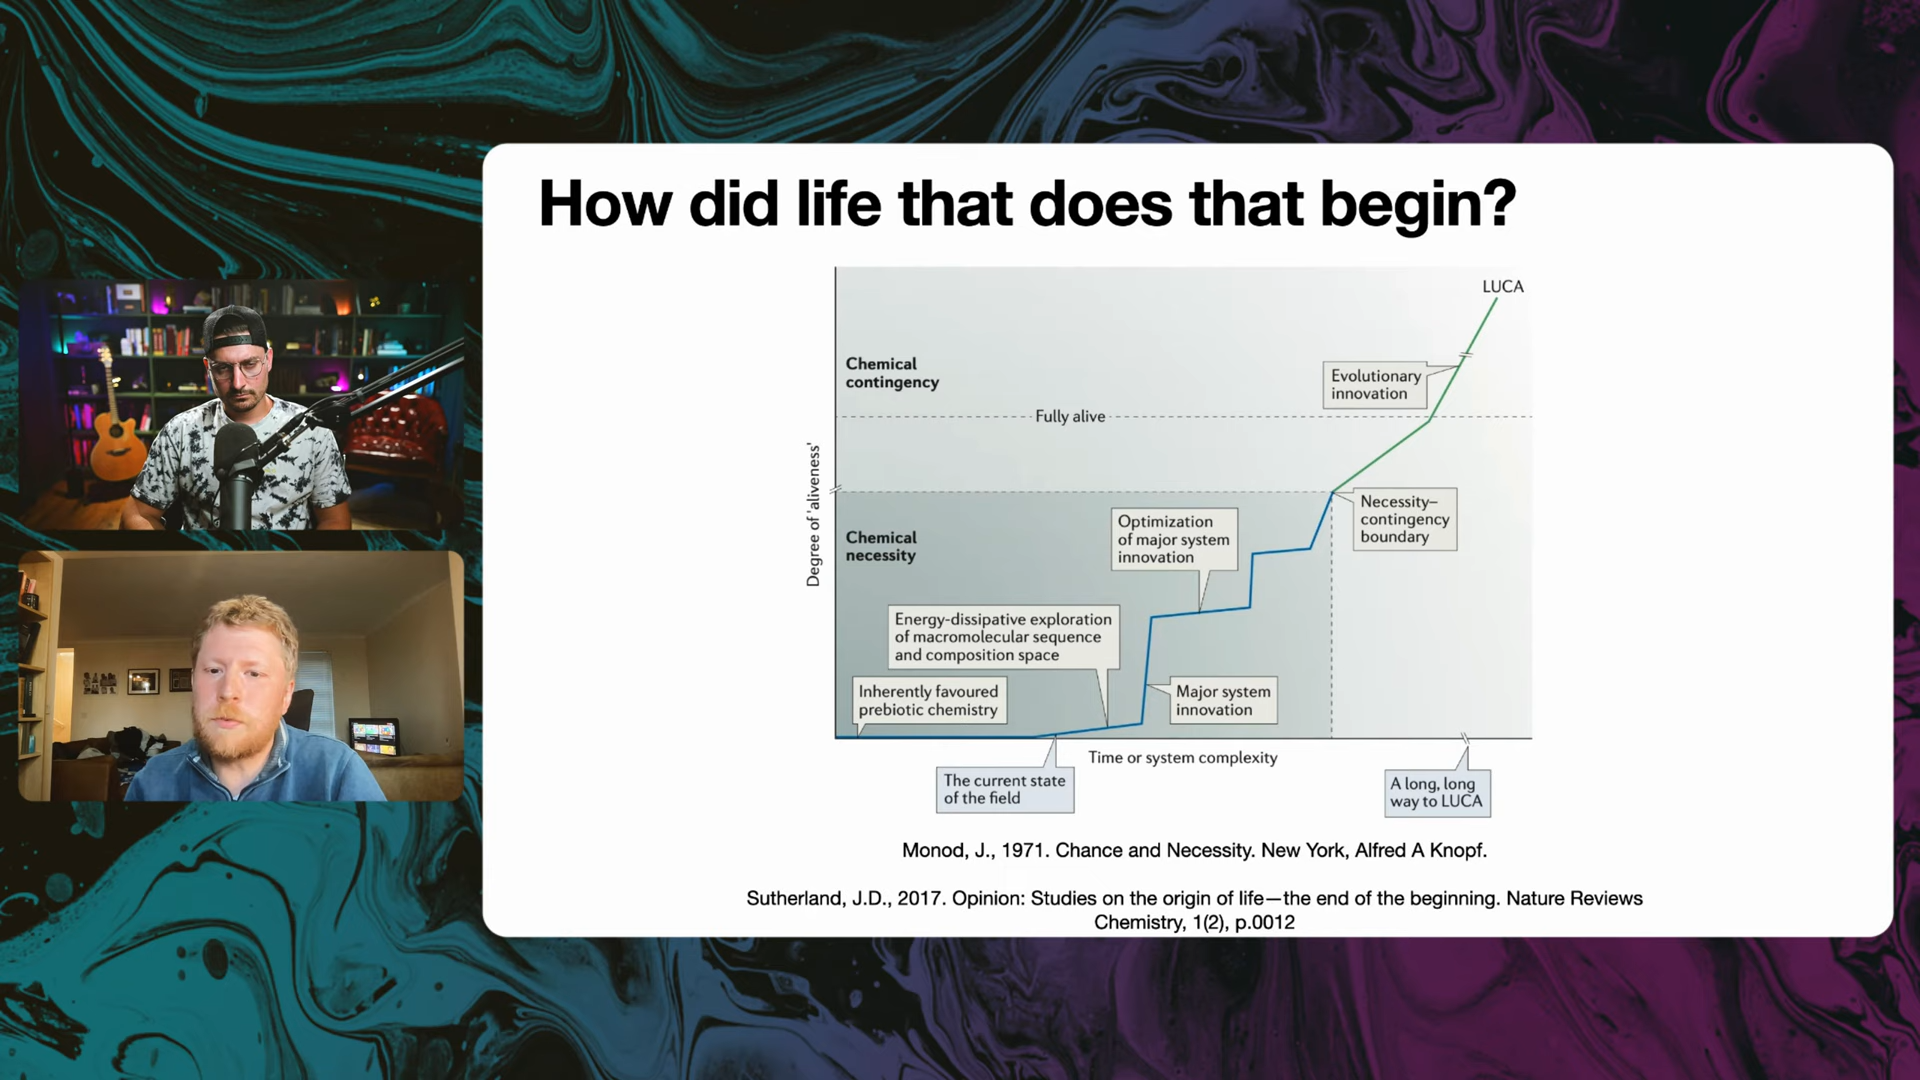 How did life that does that begin?
LUCA
Chemical
contingency
Evolutionary
innovation
Fully alive
Degree of 'aliveness'
Necessity–
contingency
boundary
Optimization
of major system
innovation
Chemical
necessity
Energy-dissipative exploration
of macromolecular sequence
and composition space
Inherently favoured
prebiotic chemistry
Major system
innovation
Time or system complexity
The current state
of the field
A long, long
way to LUCA
Monod, J., 1971. Chance and Necessity. New York, Alfred A Knopf.
Sutherland, J.D., 2017. Opinion: Studies on the origin of life—the end of the beginning. Nature Reviews
Chemistry, 1(2), p.0012